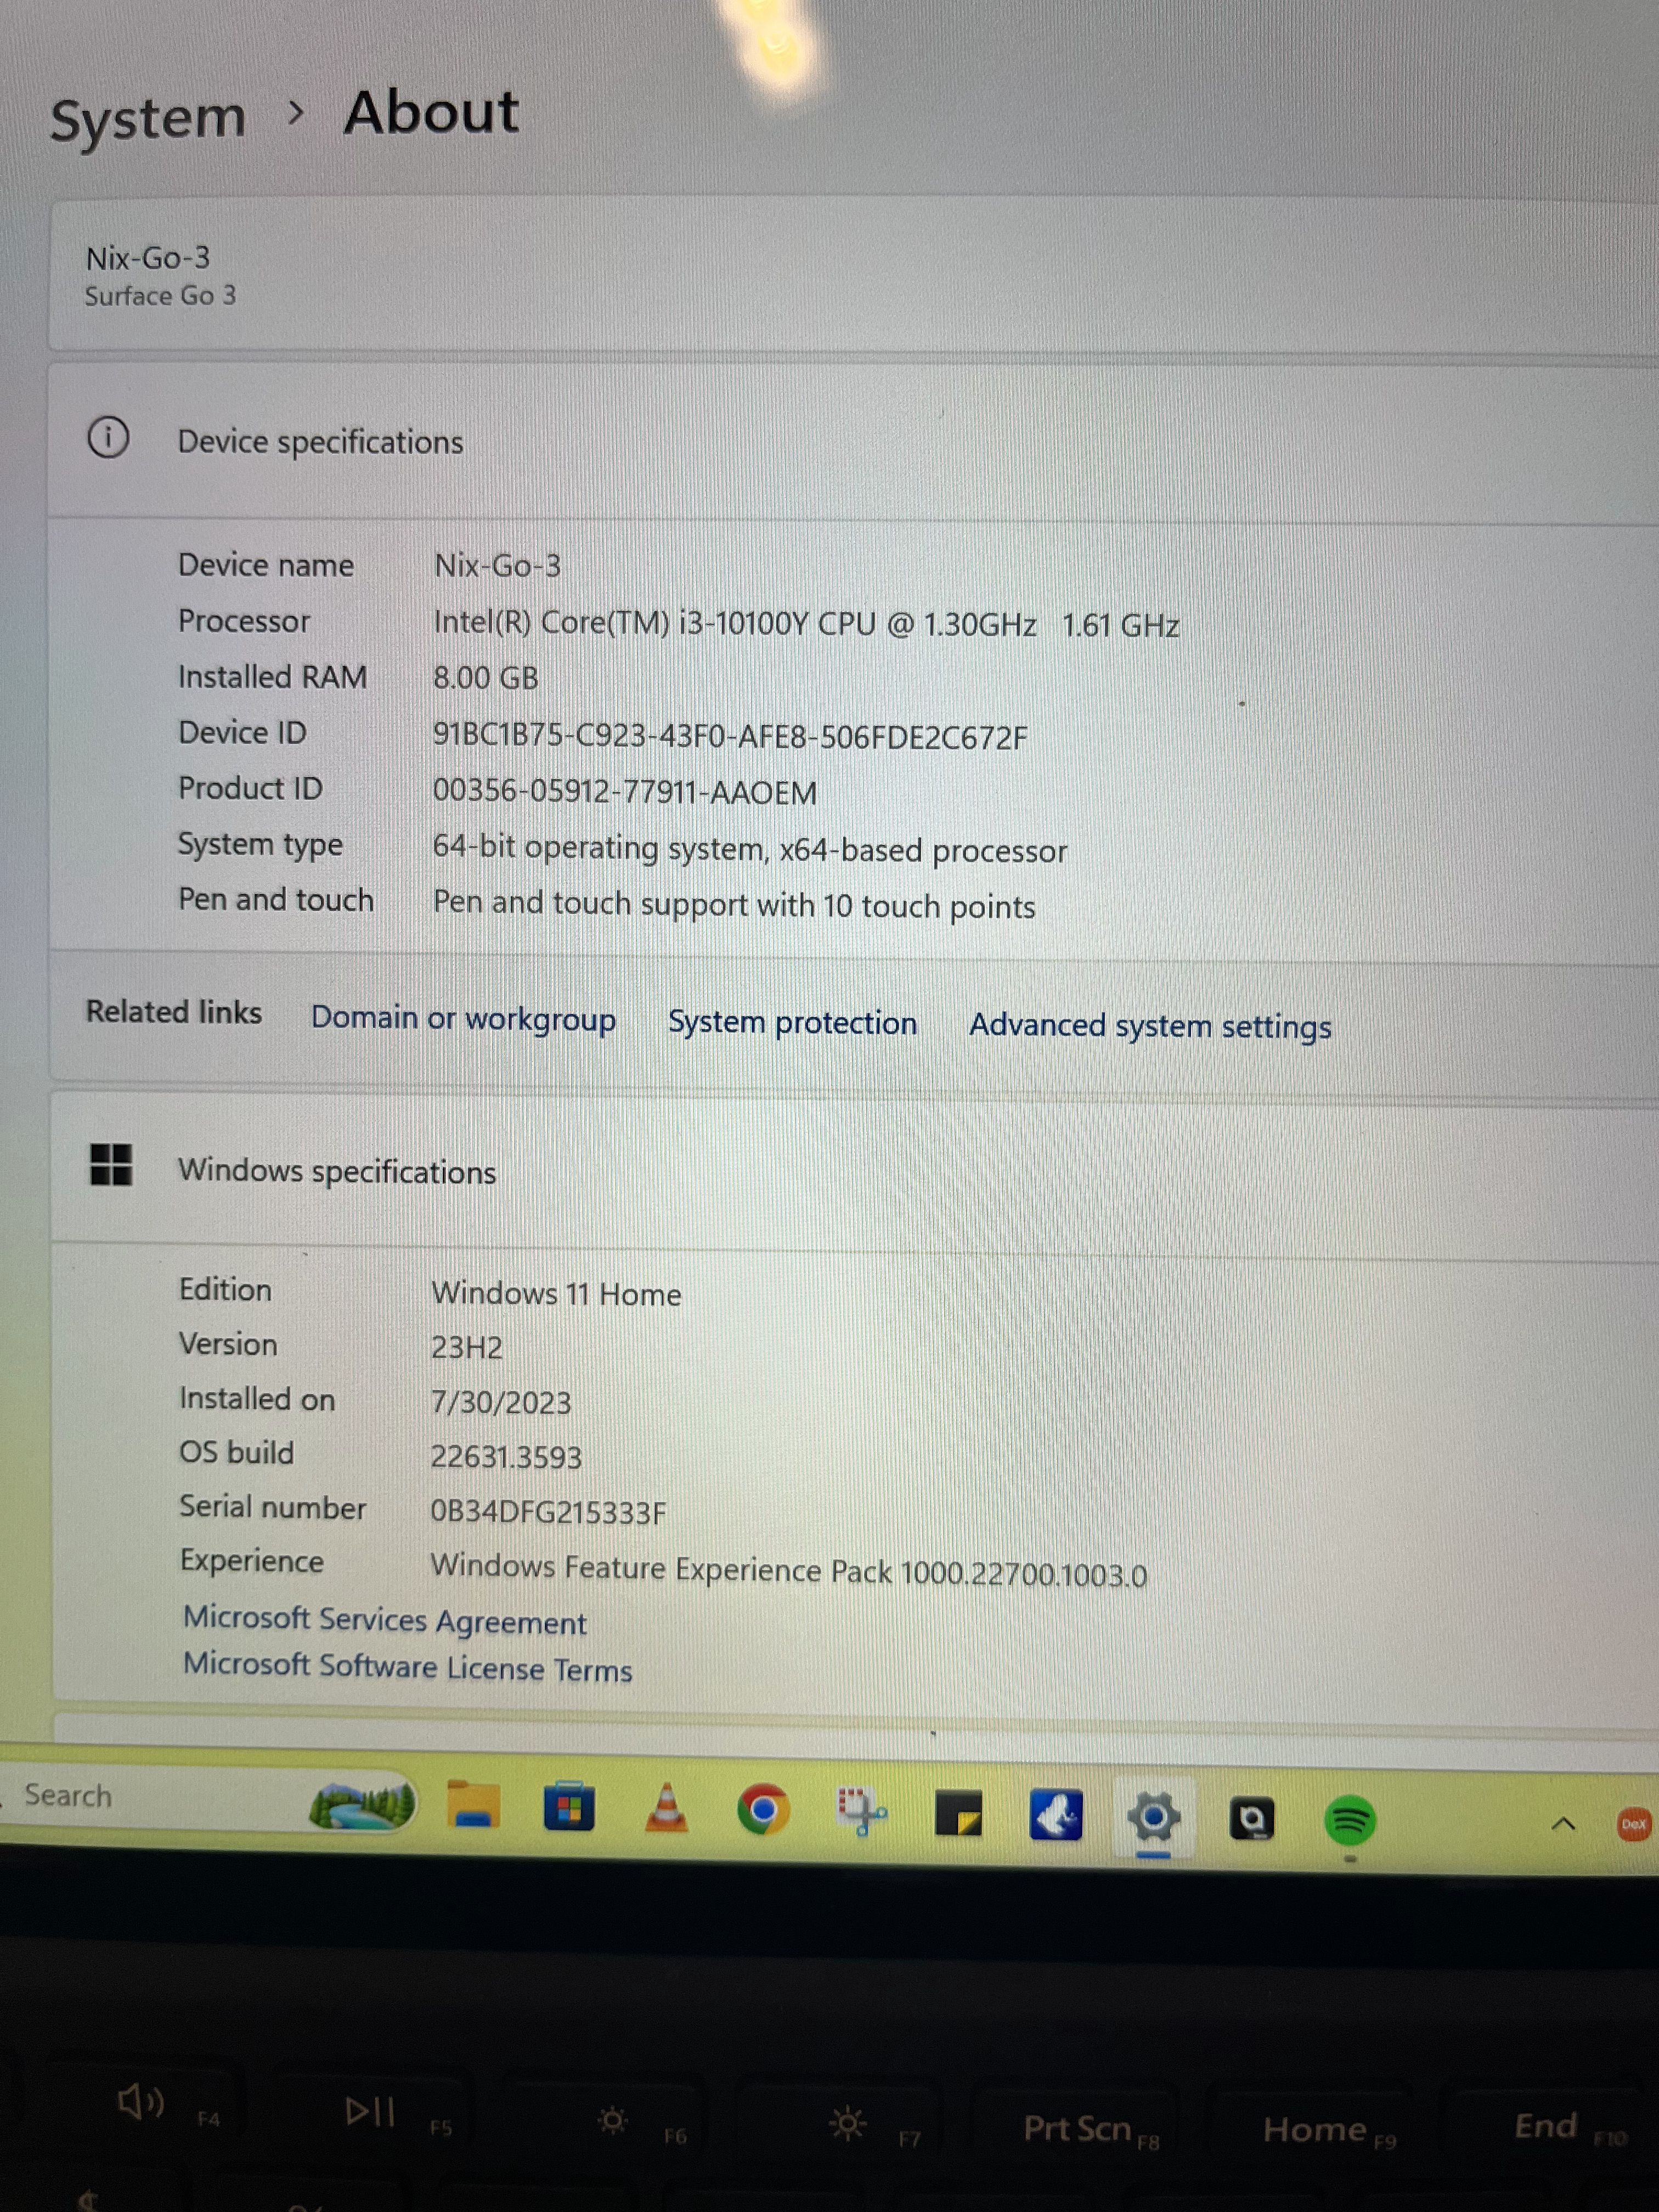 System > About
Nix-Go-3
Surface Go 3
Device specifications
Device name Nix-Go-3
Processor Intel(R) Core(TM) i3-10100Y CPU @ 1.30GHz 1.61 GHz
Installed RAM 8.00 GB
Device ID 91BC1B75-C923-43F0-AFE8-506FDE2C672F
Product ID 00356-05912-77911-AAOEM
System type 64-bit operating system, x64-based processor
Pen and touch Pen and touch support with 10 touch points
Related links Domain or workgroup System protection Advanced system settings
Windows specifications
Edition Windows 11 Home
Version 23H2
Installed on 7/30/2023
OS build 22631.3593
Serial number 0B34DFG215333F
Experience Windows Feature Experience Pack 1000.22700.1003.0
Microsoft Services Agreement
Microsoft Software License Terms
Search
DeX
F4 F5 F6 F7 Prt Scn F8 Home F9 End F10